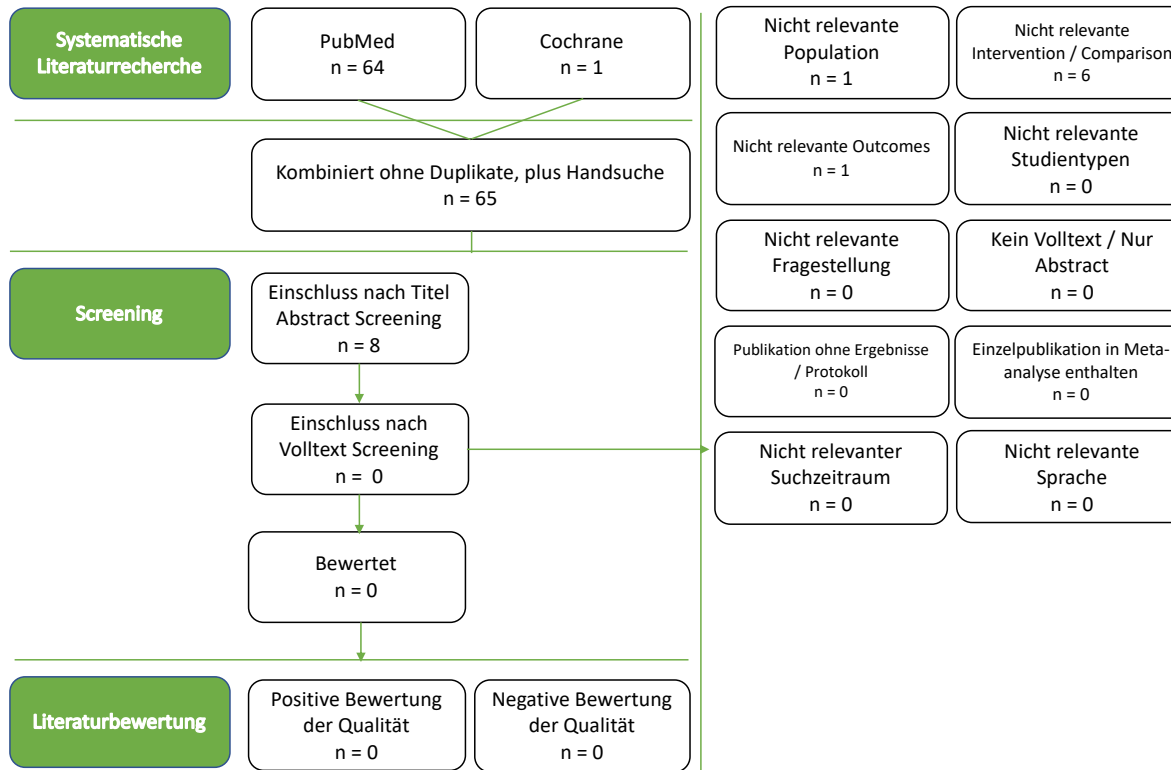 Systematische
Literaturrecherche
PubMed
n = 64
Cochrane
n = 1
Kombiniert ohne Duplikate, plus Handsuche
n = 65
Screening
Einschluss nach Titel
Abstract Screening
n = 8
Einschluss nach
Volltext Screening
n =  0
Bewertet
n = 0
Literaturbewertung
Positive Bewertung
der Qualität
n = 0
Negative Bewertung
der Qualität
n = 0
Nicht relevante
Population
n = 1
Nicht relevante
Intervention / Comparison
n = 6
Nicht relevante Outcomes
n = 1
Nicht relevante
Studientypen
n = 0
Nicht relevante
Fragestellung
n = 0
Kein Volltext / Nur
Abstract
n = 0
Publikation ohne Ergebnisse
/ Protokoll
n = 0
Einzelpublikation in Meta-
analyse enthalten
n = 0
Nicht relevanter
Suchzeitraum
n = 0
Nicht relevante
Sprache
n = 0